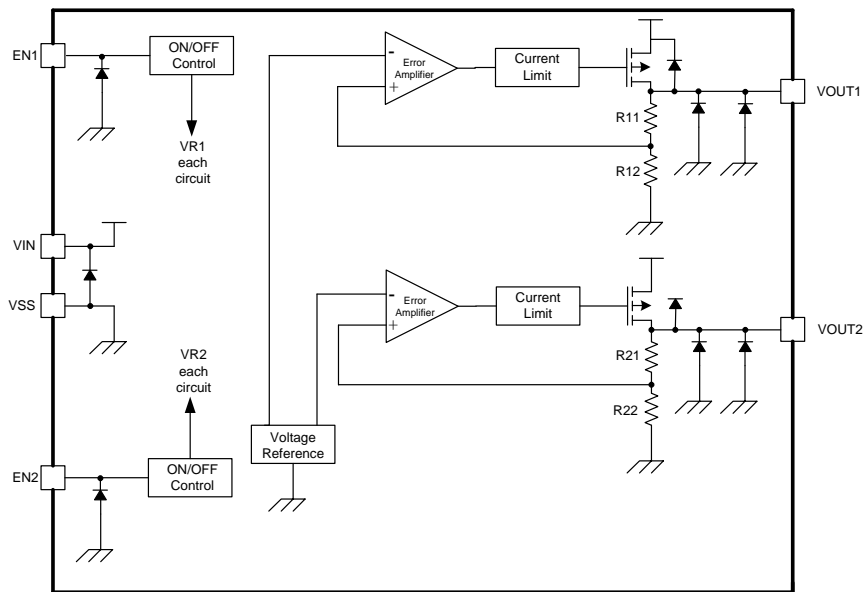 EN1
ON/OFF
Control
VR1
each
circuit
VIN
VSS
VR2
each
circuit
EN2
ON/OFF
Control
-
+
Error
Amplifier
Current
Limit
R11
R12
VOUT1
-
+
Error
Amplifier
Current
Limit
R21
R22
VOUT2
Voltage
Reference